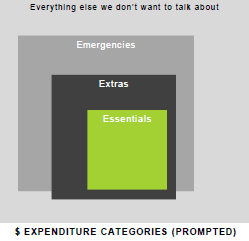 Everything else we don't want to talk about
Emergencies
Extras
Essentials
$ EXPENDITURE CATEGORIES (PROMPTED)